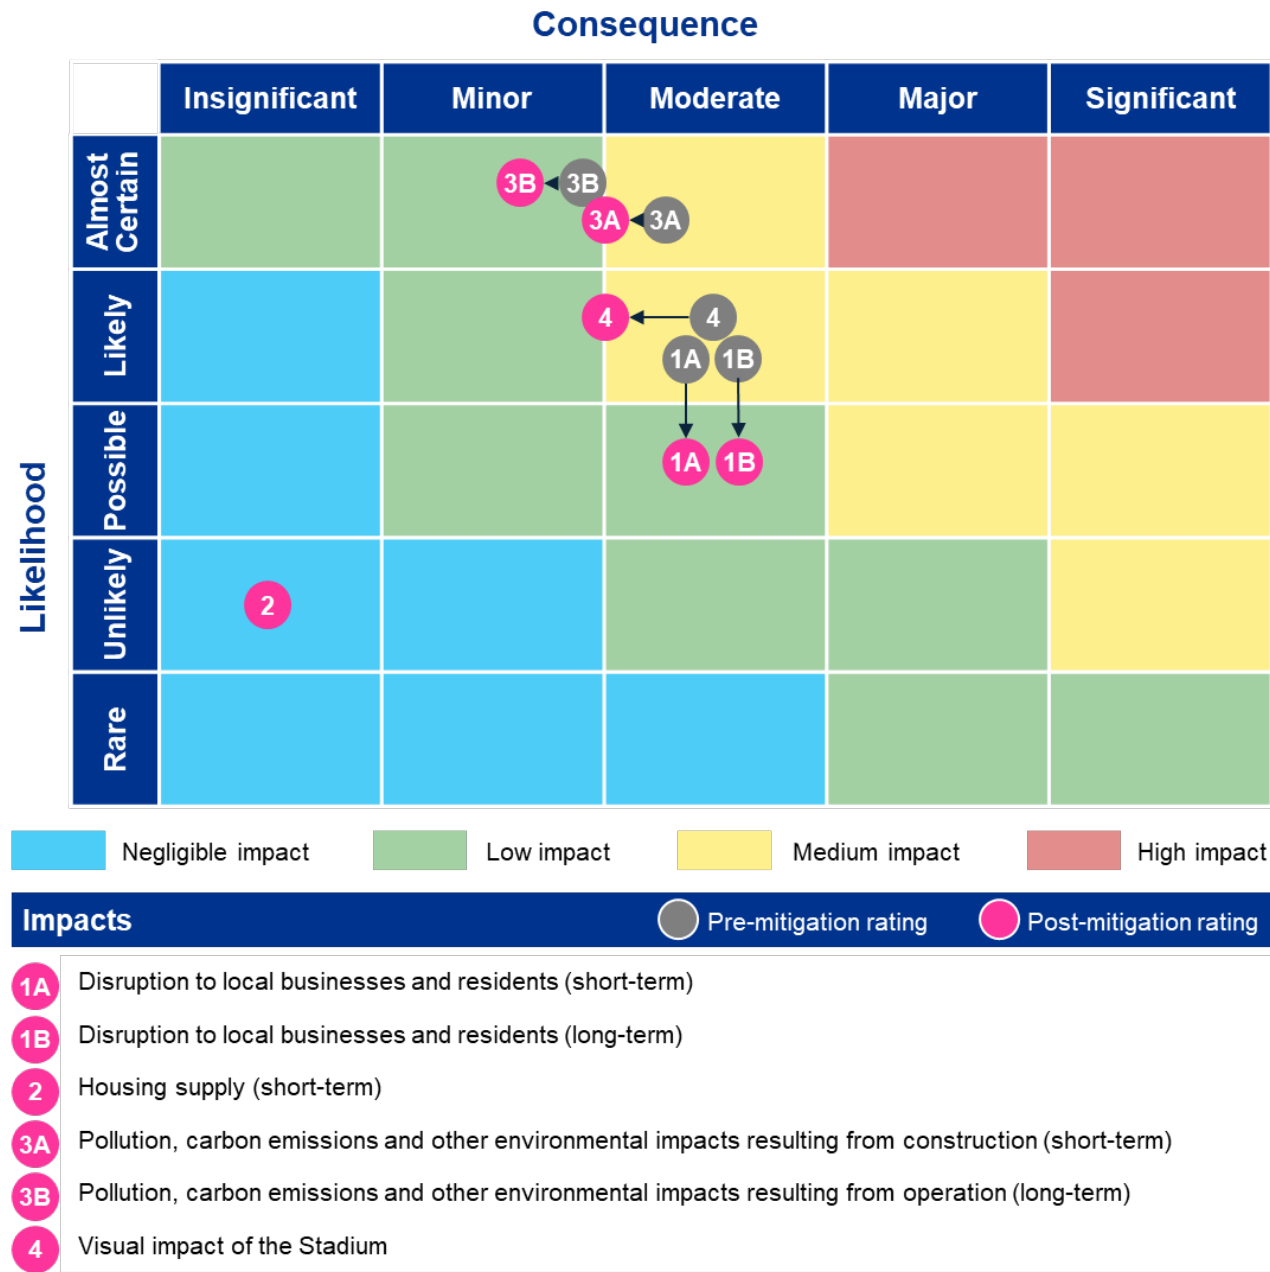 Consequence
Insignificant
Minor
Moderate
Major
Significant
Likelihood
Almost
Certain
3B
3B
3A
3A
Likely
4
4
1A
1B
Possible
1A
1B
Unlikely
2
Rare
Negligible impact
Low impact
Medium impact
High impact
Impacts
Pre-mitigation rating
Post-mitigation rating
1A Disruption to local businesses and residents (short-term)
1B Disruption to local businesses and residents (long-term)
2 Housing supply (short-term)
3A Pollution, carbon emissions and other environmental impacts resulting from construction (short-term)
3B Pollution, carbon emissions and other environmental impacts resulting from operation (long-term)
4 Visual impact of the Stadium